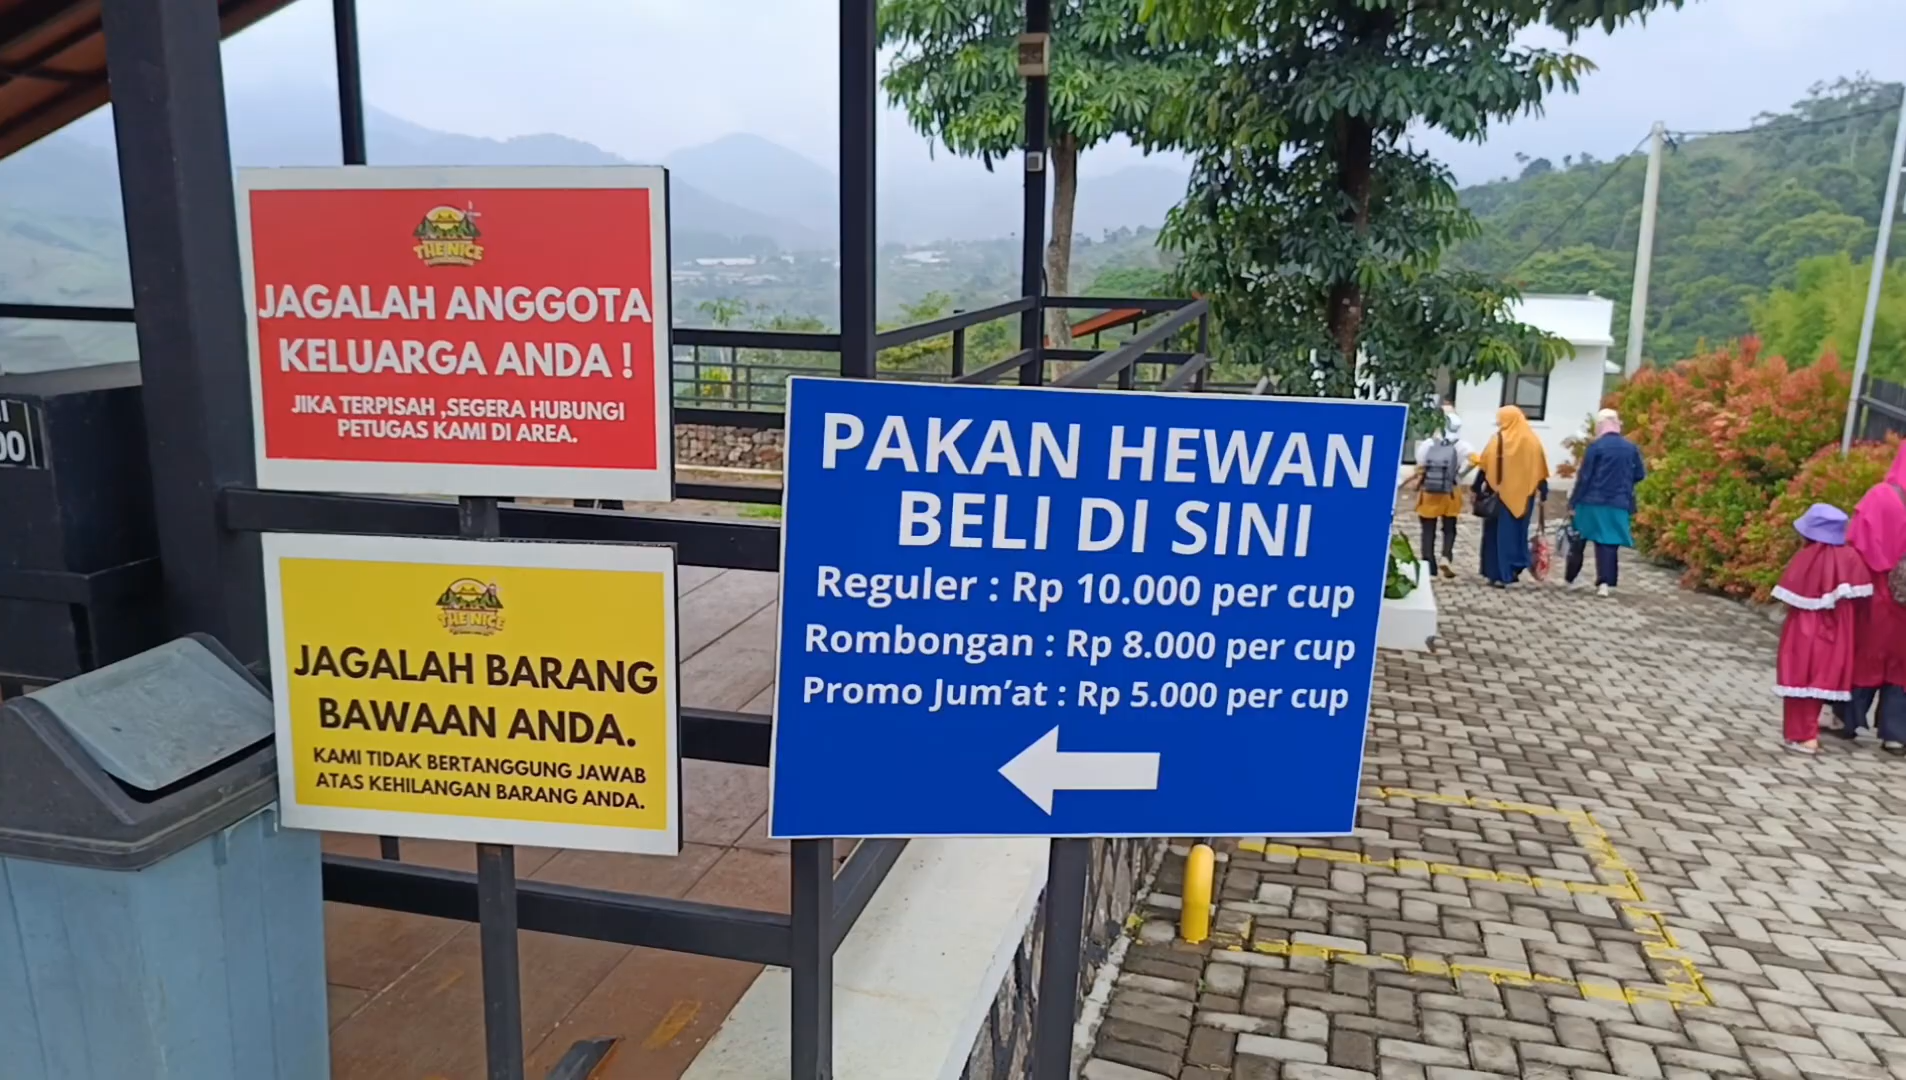 THE NICE
JAGALAH ANGGOTA
KELUARGA ANDA !
JIKA TERPISAH ,SEGERA HUBUNGI
PETUGAS KAMI DI AREA.
THE NICE
JAGALAH BARANG
BAWAAN ANDA.
KAMI TIDAK BERTANGGUNG JAWAB
ATAS KEHILANGAN BARANG ANDA.
PAKAN HEWAN
BELI DI SINI
Reguler : Rp 10.000 per cup
Rombongan : Rp 8.000 per cup
Promo Jum’at : Rp 5.000 per cup